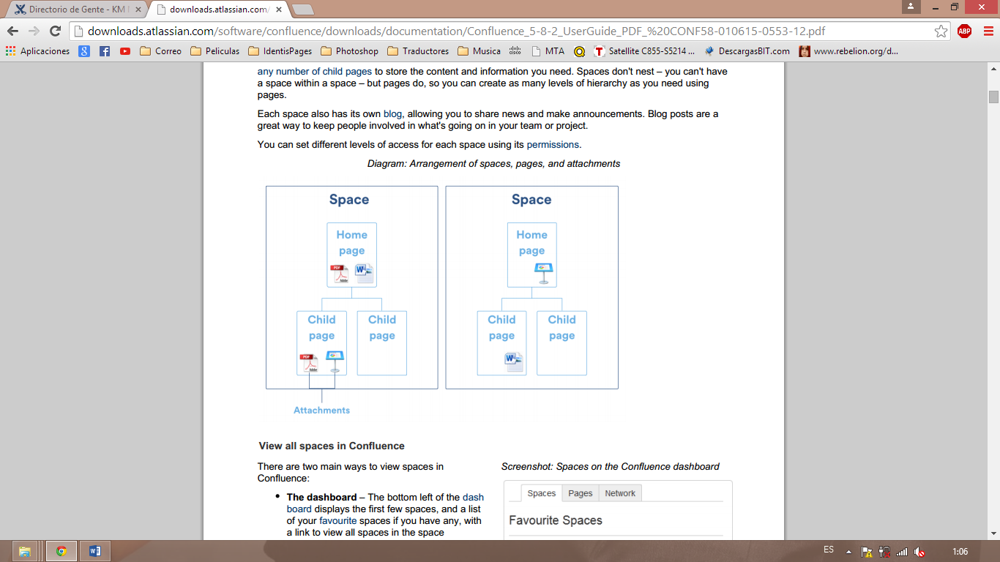 Directorio de Gente - KM
downloads.atlassian.com/
downloads.atlassian.com/software/confluence/downloads/documentation/Confluence_5-8-2_UserGuide_PDF_%20CONF58-010615-0553-12.pdf
ABP
Aplicaciones Correo Peliculas IdentisPages Photoshop Traductores Musica cisco MTA Satellite C855-S5214 ... DescargasBIT.com www.rebelion.org/d...
any number of child pages to store the content and information you need. Spaces don't nest – you can't have
a space within a space – but pages do, so you can create as many levels of hierarchy as you need using
pages.
Each space also has its own blog, allowing you to share news and make announcements. Blog posts are a
great way to keep people involved in what's going on in your team or project.
You can set different levels of access for each space using its permissions.
Diagram: Arrangement of spaces, pages, and attachments
Space
Home
page
PDF
Adobe
W
Child
page
PDF
Adobe
Child
page
Attachments
Space
Home
page
Child
page
W
Child
page
View all spaces in Confluence
There are two main ways to view spaces in
Confluence:
• The dashboard – The bottom left of the dash
board displays the first few spaces, and a list
of your favourite spaces if you have any, with
a link to view all spaces in the space
Screenshot: Spaces on the Confluence dashboard
Spaces Pages Network
Favourite Spaces
ES
1:06